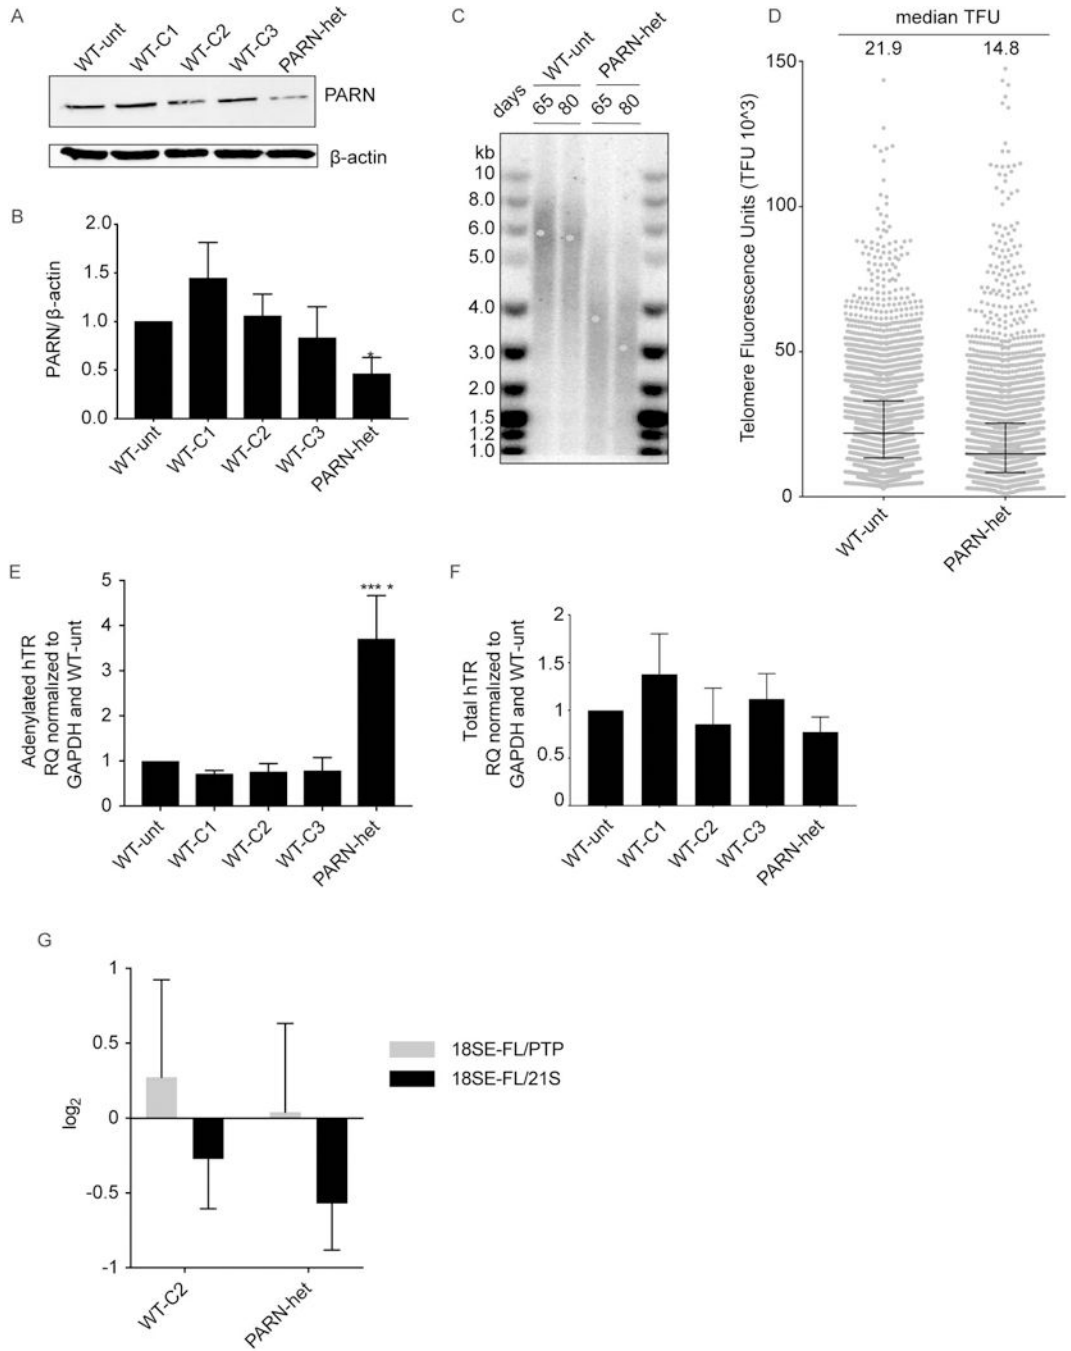 A
WT-unt
WT-C1
WT-C2
WT-C3
PARN-het
PARN
β-actin
B
PARN/β-actin
2.0
1.5
1.0
0.5
0.0
WT-unt
WT-C1
WT-C2
WT-C3
PARN-het
*
C
WT-unt
PARN-het
days
65
80
65
80
kb
10
8.0
6.0
5.0
4.0
3.0
2.0
1.5
1.2
1.0
D
median TFU
21.9
14.8
Telomere Fluorescence Units (TFU 10^3)
150
100
50
0
WT-unt
PARN-het
E
Adenylated hTR
RQ normalized to
GAPDH and WT-unt
5
4
3
2
1
0
*** *
WT-unt
WT-C1
WT-C2
WT-C3
PARN-het
F
Total hTR
RQ normalized to
GAPDH and WT-unt
2
1.5
1
0.5
0
WT-unt
WT-C1
WT-C2
WT-C3
PARN-het
G
log2
1
0.5
0
-0.5
-1
WT-C2
PARN-het
18SE-FL/PTP
18SE-FL/21S